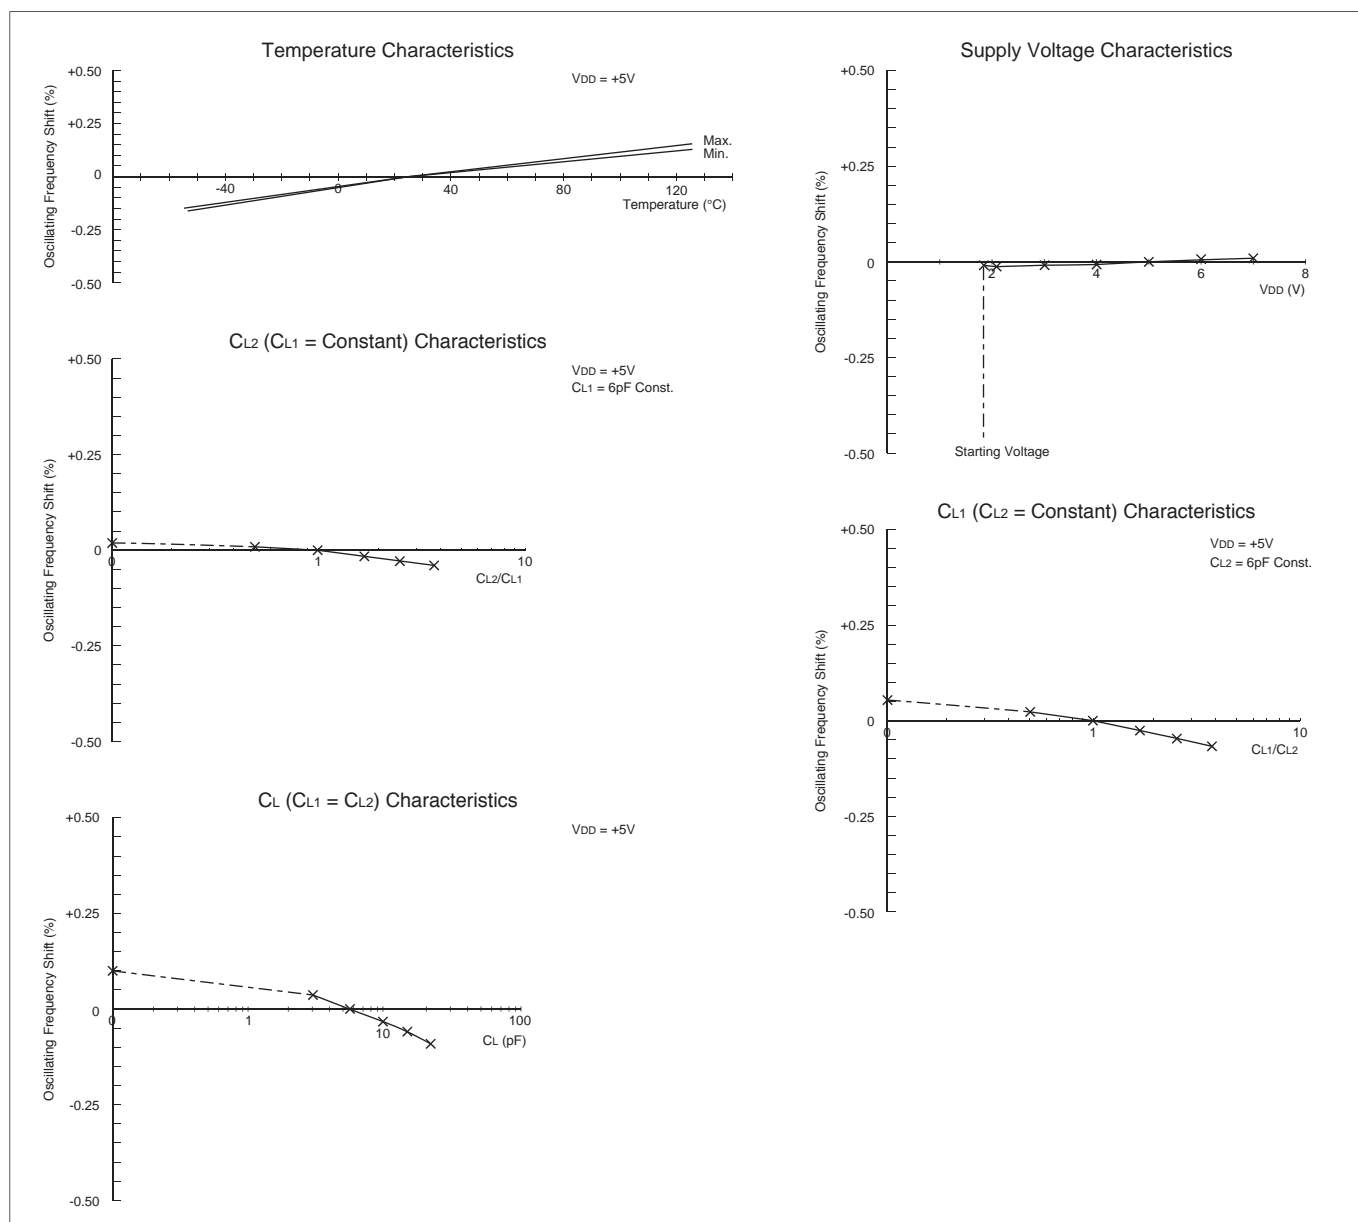 Temperature Characteristics
VDD = +5V
Oscillating Frequency Shift (%)
+0.50
+0.25
0
-0.25
-0.50
-40
0
40
80
120
Temperature (°C)
Max.
Min.
Supply Voltage Characteristics
Oscillating Frequency Shift (%)
+0.50
+0.25
0
-0.25
-0.50
2
4
6
8
VDD (V)
Starting Voltage
CL2 (CL1 = Constant) Characteristics
VDD = +5V
CL1 = 6pF Const.
Oscillating Frequency Shift (%)
+0.50
+0.25
0
-0.25
-0.50
0
1
10
CL2/CL1
CL1 (CL2 = Constant) Characteristics
VDD = +5V
CL2 = 6pF Const.
Oscillating Frequency Shift (%)
+0.50
+0.25
0
-0.25
-0.50
0
1
10
CL1/CL2
CL (CL1 = CL2) Characteristics
VDD = +5V
Oscillating Frequency Shift (%)
+0.50
+0.25
0
-0.25
-0.50
0
1
10
100
CL (pF)